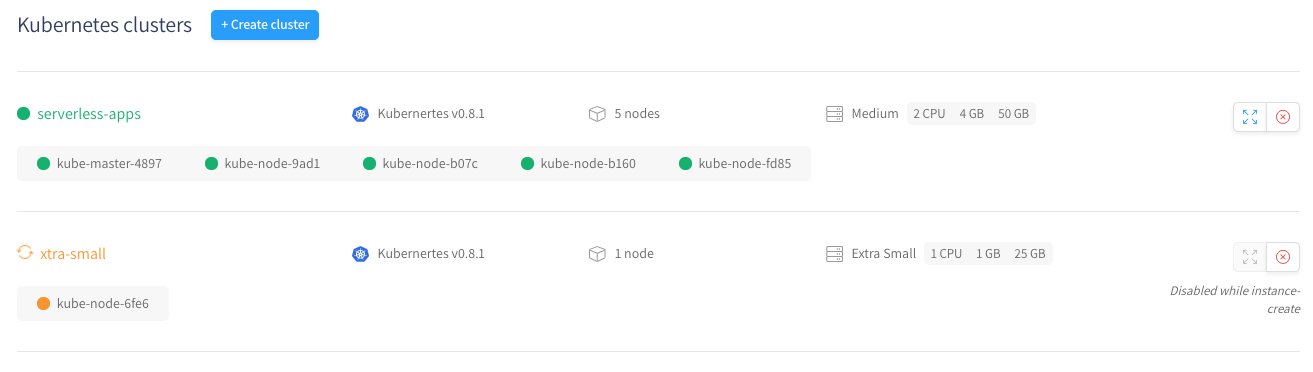 Kubernetes clusters + Create cluster
serverless-apps Kubernertes v0.8.1 5 nodes Medium 2 CPU 4 GB 50 GB
kube-master-4897 kube-node-9ad1 kube-node-b07c kube-node-b160 kube-node-fd85
xtra-small Kubernertes v0.8.1 1 node Extra Small 1 CPU 1 GB 25 GB
kube-node-6fe6
Disabled while instance-
create